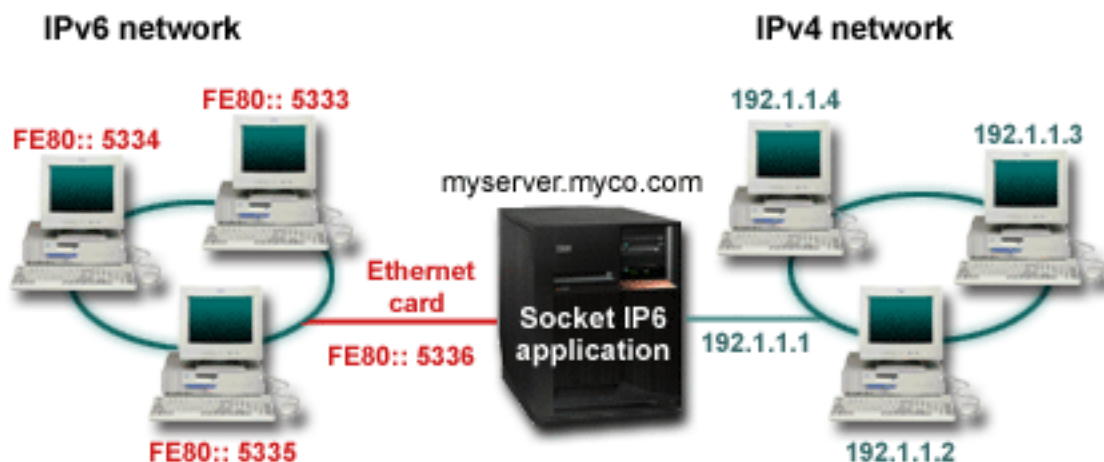 IPv6 network
IPv4 network
FE80:: 5333
FE80:: 5334
192.1.1.4
192.1.1.3
myserver.myco.com
Ethernet
card
FE80:: 5336
Socket IP6
application
192.1.1.1
FE80:: 5335
192.1.1.2